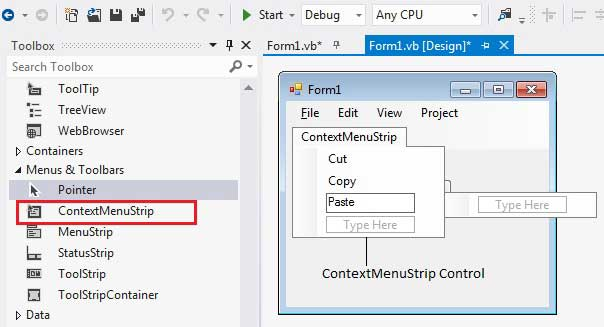 Start Debug Any CPU
Toolbox
Search Toolbox
ToolTip
TreeView
WebBrowser
Containers
Menus & Toolbars
Pointer
ContextMenuStrip
MenuStrip
StatusStrip
ToolStrip
ToolStripContainer
Data
Form1.vb* Form1.vb [Design]*
Form1
File Edit View Project
ContextMenuStrip
Cut
Copy
Paste Type Here
Type Here
ContextMenuStrip Control